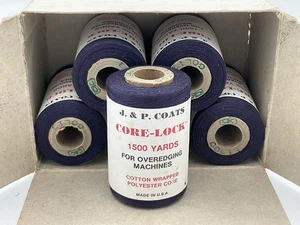 J. & P. COATS
CORE-LOCK
1500 YARDS
FOR OVEREDGING
MACHINES
COTTON WRAPPED
POLYESTER CORE
MADE IN U.S.A.